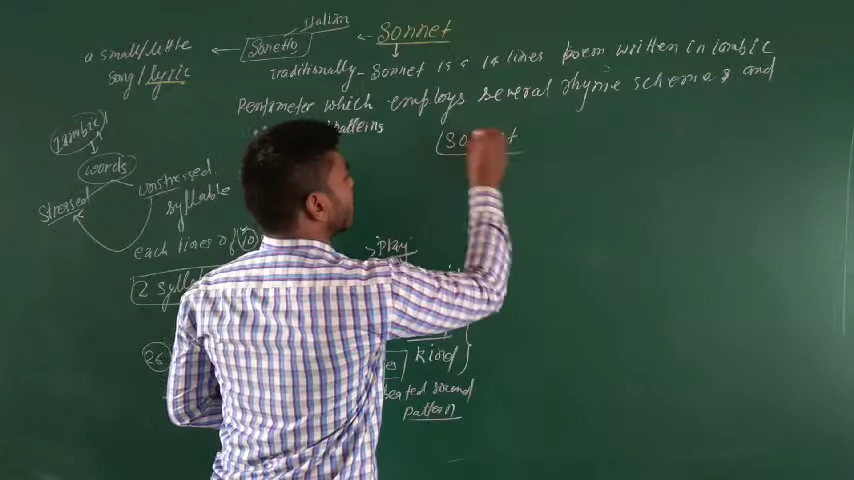 Italian
Sonnet
Sonetto
a small/little
song/lyric
Traditionally- Sonnet is a 14 lines poem written in iambic
Pentameter which employs several rhyme schemes and
patterns
Iambic
words
Stressed
unstressed.
syllable
each lines of 10
2 syll
play
26
kind
sound
pattern